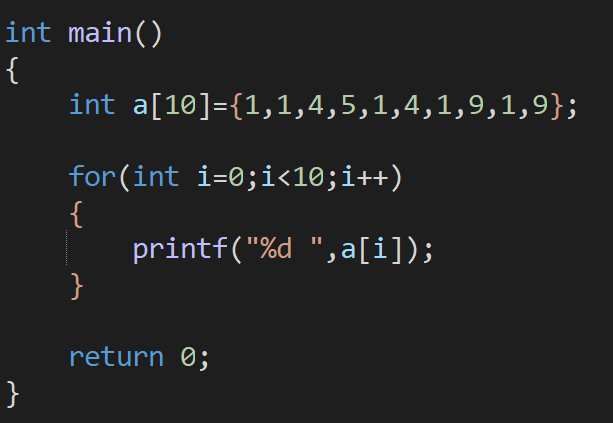 int main()
{
    int a[10]={1,1,4,5,1,4,1,9,1,9};
    for(int i=0;i<10;i++)
    {
        printf("%d ",a[i]);
    }
    return 0;
}